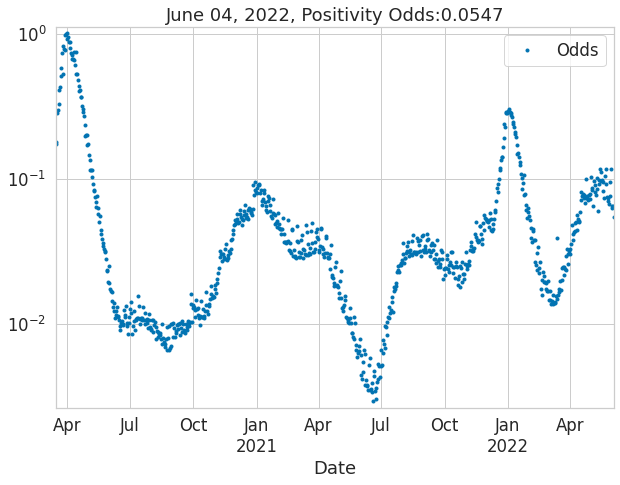 June 04, 2022, Positivity Odds:0.0547
Odds
10⁰
10⁻¹
10⁻²
Apr Jul Oct Jan Apr Jul Oct Jan Apr
2021 2022
Date